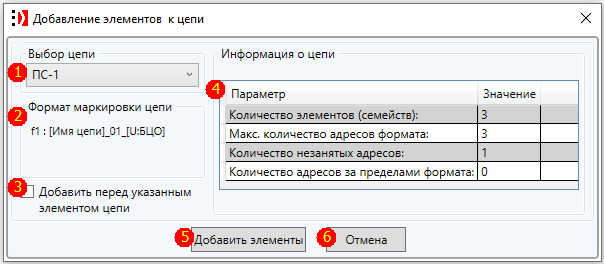 Добавление элементов к цепи
Выбор цепи
1 ПС-1
2 Формат маркировки цепи
f1 : [Имя цепи]_01_[U:БЦО]
3 Добавить перед указанным
элементом цепи
Информация о цепи
4 Параметр Значение
Количество элементов (семейств): 3
Макс. количество адресов формата: 3
Количество незанятых адресов: 1
Количество адресов за пределами формата: 0
5 Добавить элементы
6 Отмена